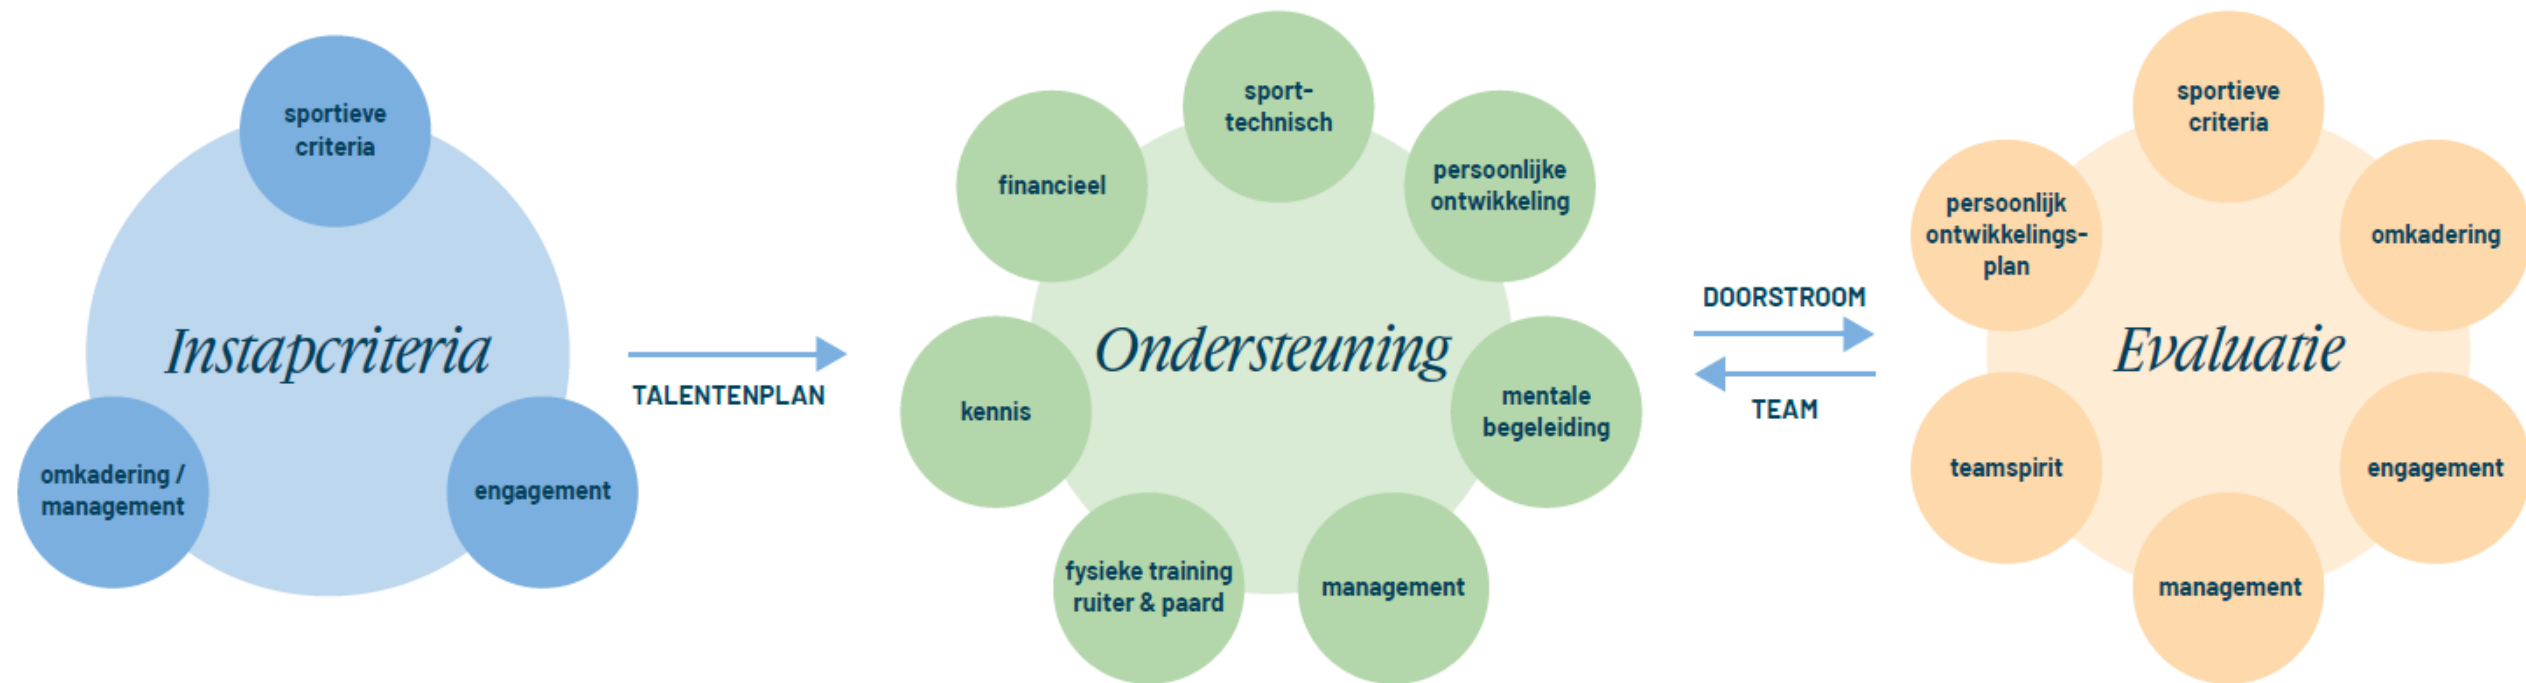 sportieve
criteria
Instapcriteria
omkadering /
management
engagement
TALENTENPLAN
sport-
technisch
financieel
persoonlijke
ontwikkeling
Ondersteuning
kennis
mentale
begeleiding
fysieke training
ruiter & paard
management
DOORSTROOM
TEAM
sportieve
criteria
persoonlijk
ontwikkelings-
plan
omkadering
Evaluatie
teamspirit
engagement
management